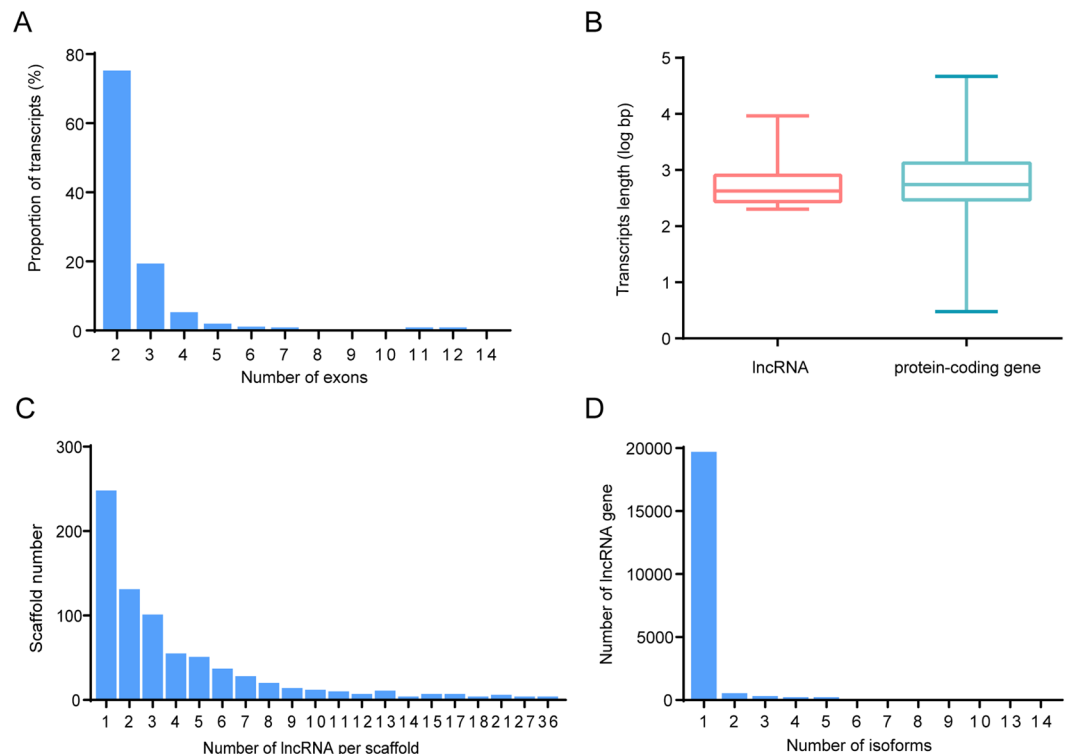 A
Proportion of transcripts (%)
80
60
40
20
0
2 3 4 5 6 7 8 9 10 11 12 14
Number of exons
B
Transcripts length (log bp)
5
4
3
2
1
0
lncRNA protein-coding gene
C
Scaffold number
300
200
100
0
1 2 3 4 5 6 7 8 9 10 11 12 13 14 15 17 18 21 27 36
Number of lncRNA per scaffold
D
Number of lncRNA gene
20000
15000
10000
5000
0
1 2 3 4 5 6 7 8 9 10 13 14
Number of isoforms